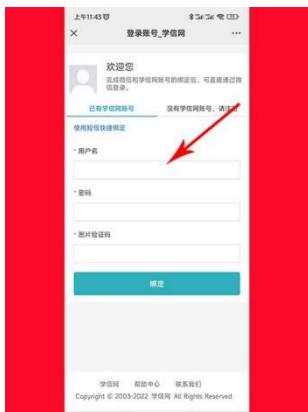 上午11:43
× 登录账号_学信网 ···
欢迎您
完成微信和学信网账号的绑定后，可直接通过微
信登录。
已有学信网账号 没有学信网账号，请注册
使用短信快捷绑定
* 用户名
* 密码
* 图片验证码
绑定
学信网 帮助中心 联系我们
Copyright © 2003-2022 学信网 All Rights Reserved